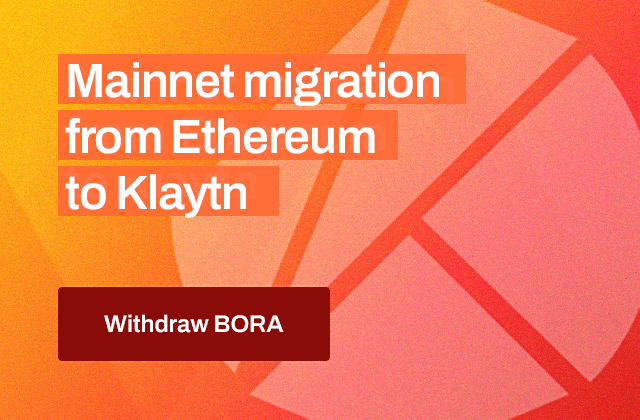 Mainnet migration
from Ethereum
to Klaytn
Withdraw BORA